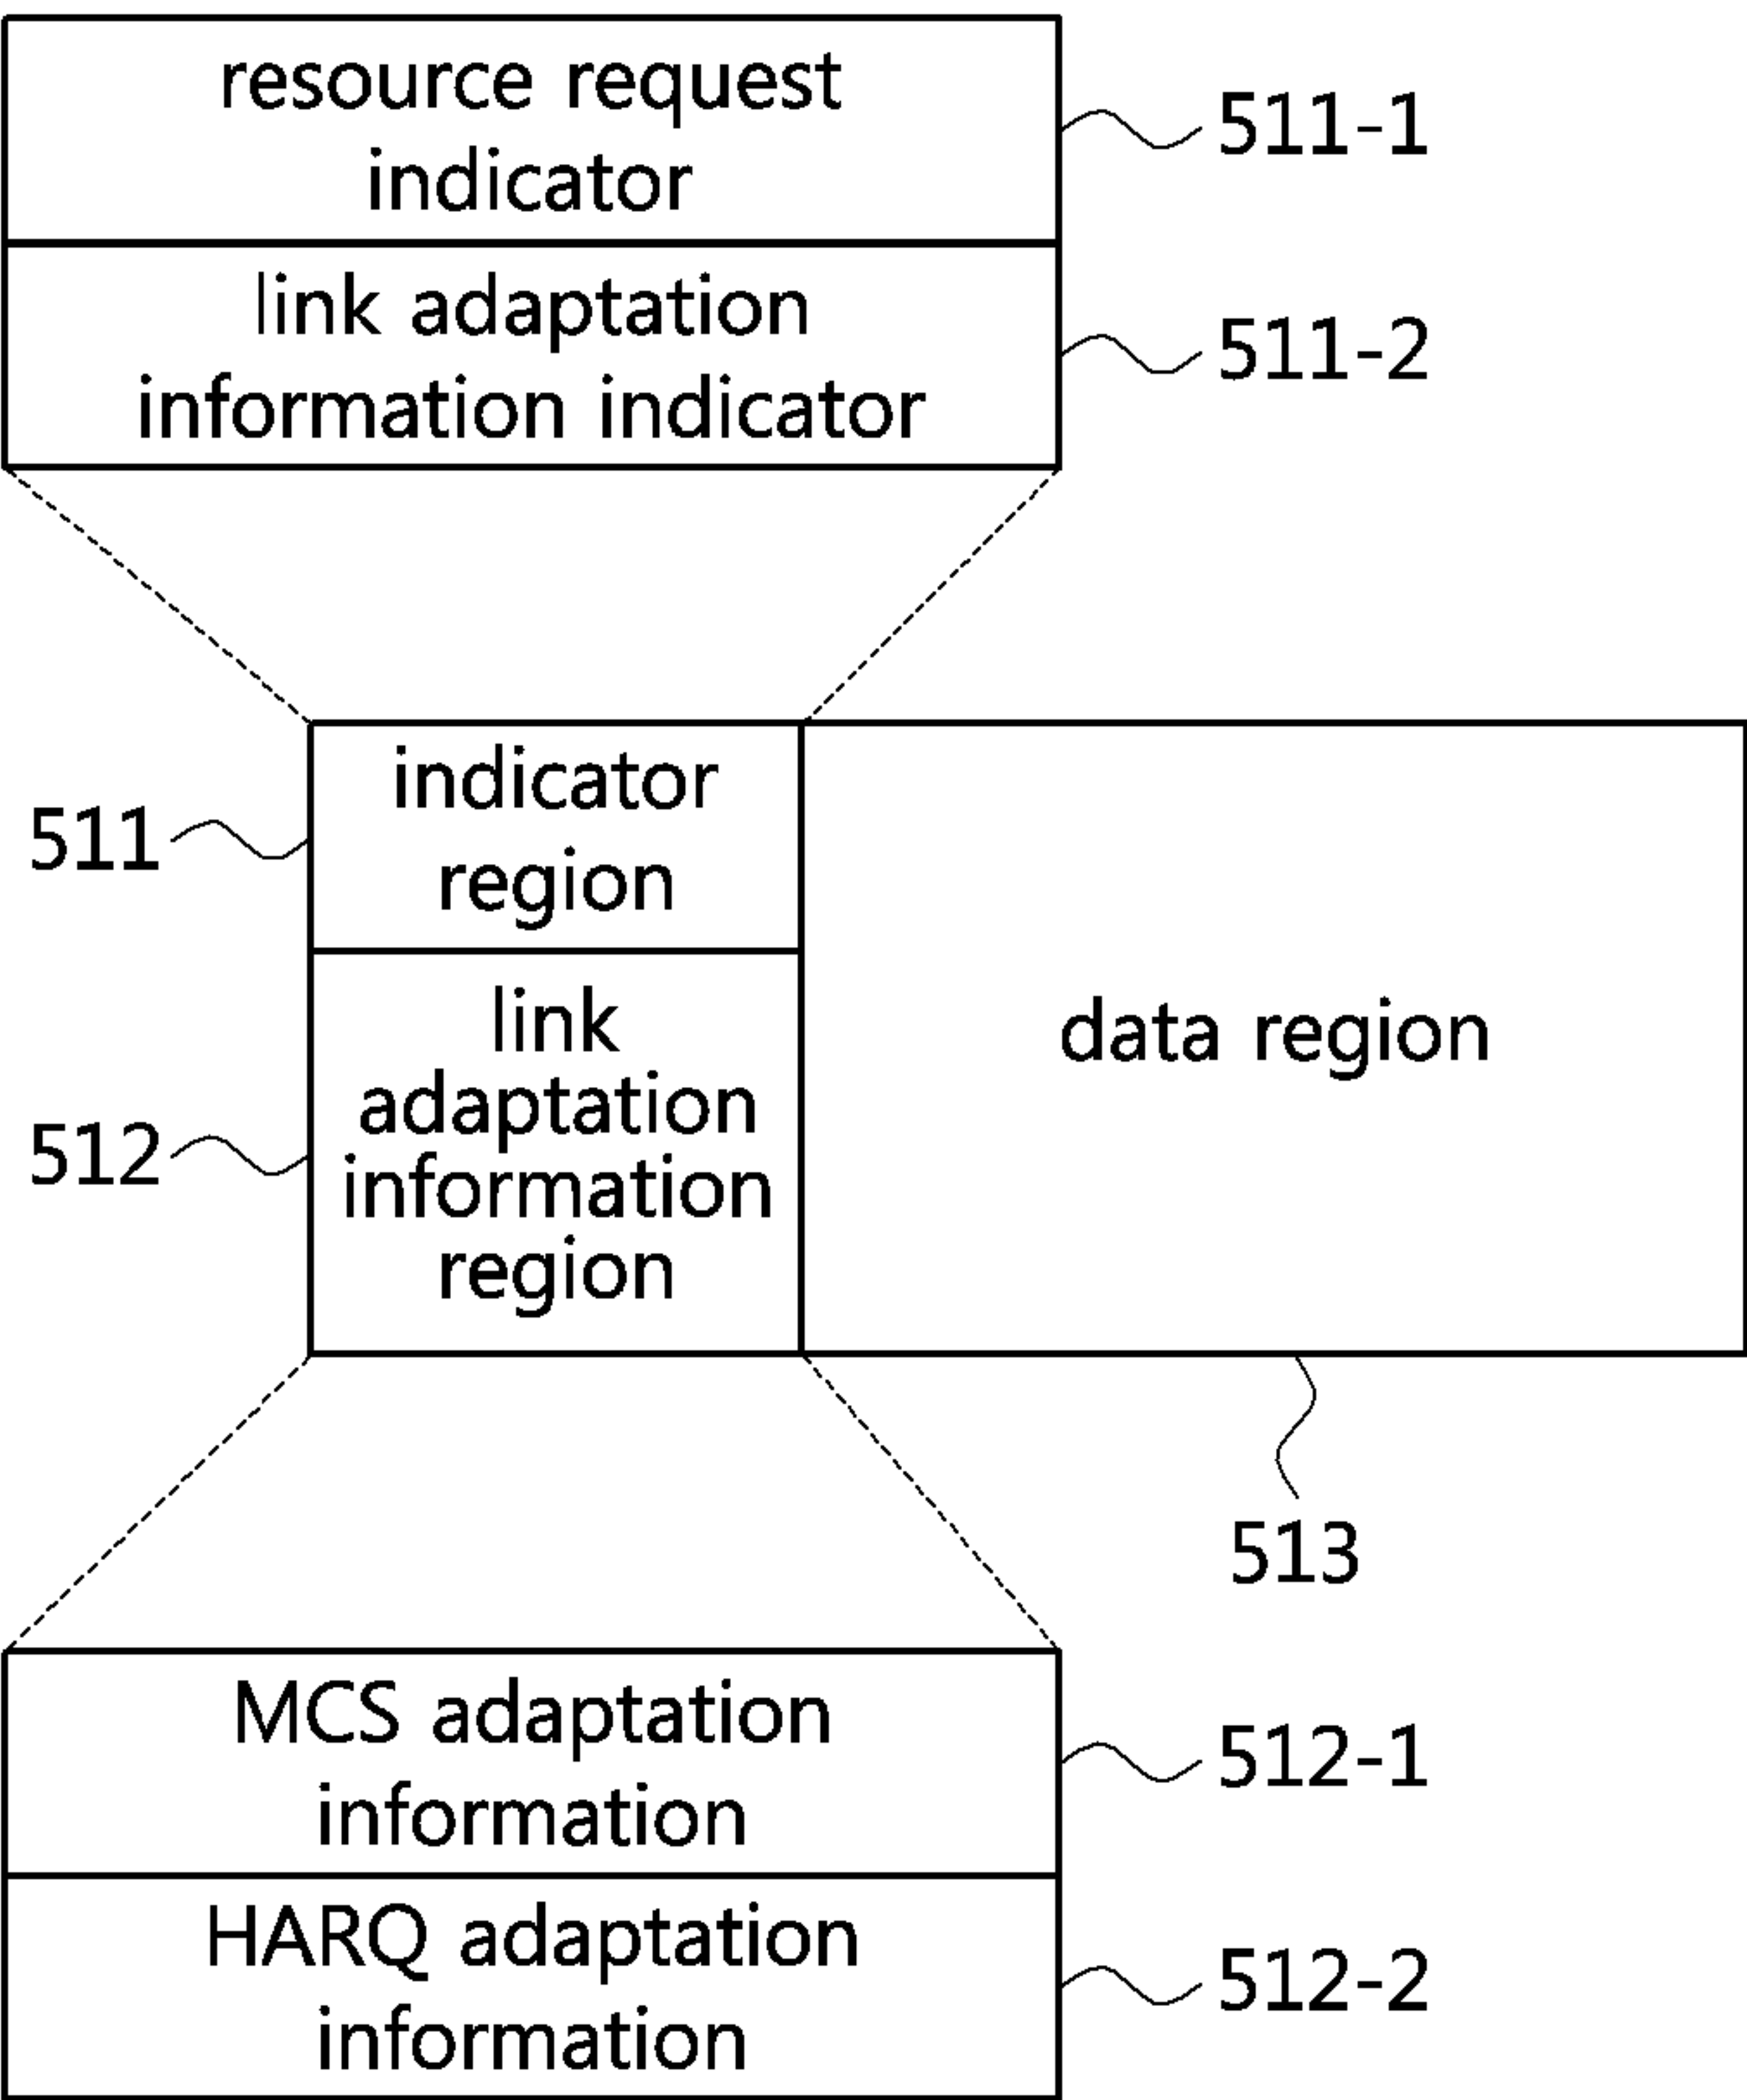 resource request
indicator
511-1
link adaptation
information indicator
511-2
indicator
region
511
link
adaptation
information
region
512
data region
513
MCS adaptation
information
512-1
HARQ adaptation
information
512-2